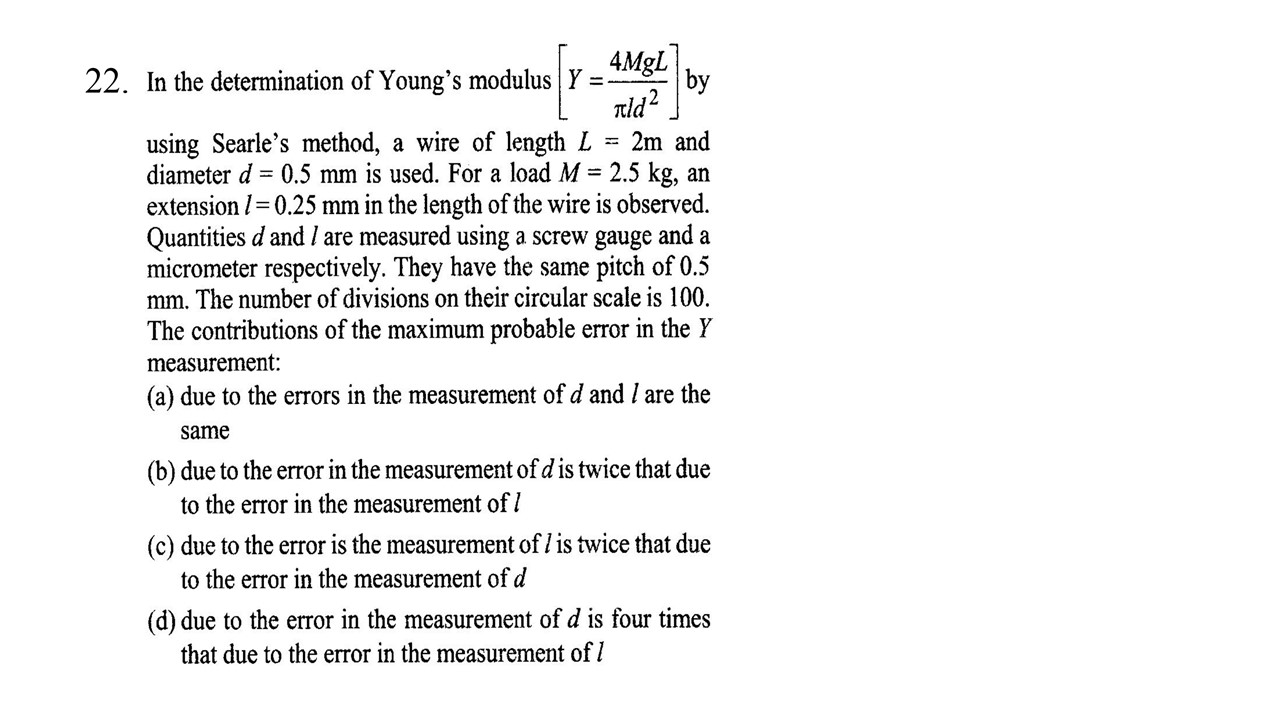 22. In the determination of Young's modulus [Y = 4MgL / πld²] by
using Searle's method, a wire of length L = 2m and
diameter d = 0.5 mm is used. For a load M = 2.5 kg, an
extension l = 0.25 mm in the length of the wire is observed.
Quantities d and l are measured using a screw gauge and a
micrometer respectively. They have the same pitch of 0.5
mm. The number of divisions on their circular scale is 100.
The contributions of the maximum probable error in the Y
measurement:
(a) due to the errors in the measurement of d and l are the
same
(b) due to the error in the measurement of d is twice that due
to the error in the measurement of l
(c) due to the error is the measurement of l is twice that due
to the error in the measurement of d
(d) due to the error in the measurement of d is four times
that due to the error in the measurement of l